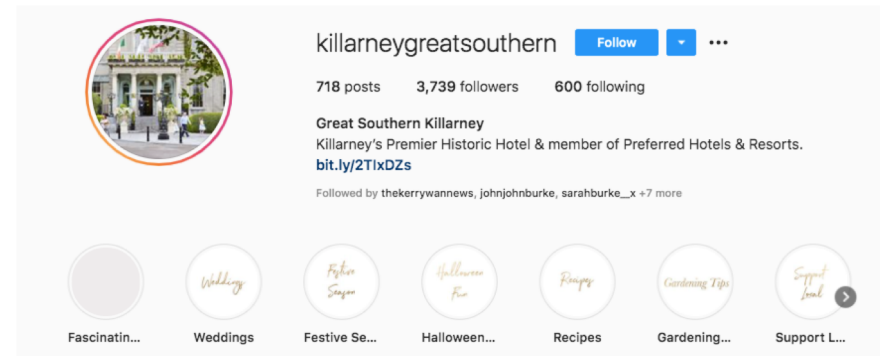 killarneygreatsouthern Follow
718 posts 3,739 followers 600 following
Great Southern Killarney
Killarney's Premier Historic Hotel & member of Preferred Hotels & Resorts.
bit.ly/2TIxDZs
Followed by thekerrywannews, johnjohnburke, sarahburke__x +7 more
Weddings
Festive
Season
Halloween
Fun
Recipes
Gardening Tips
Support
Local
Fascinatin... Weddings Festive Se... Halloween... Recipes Gardening... Support L...